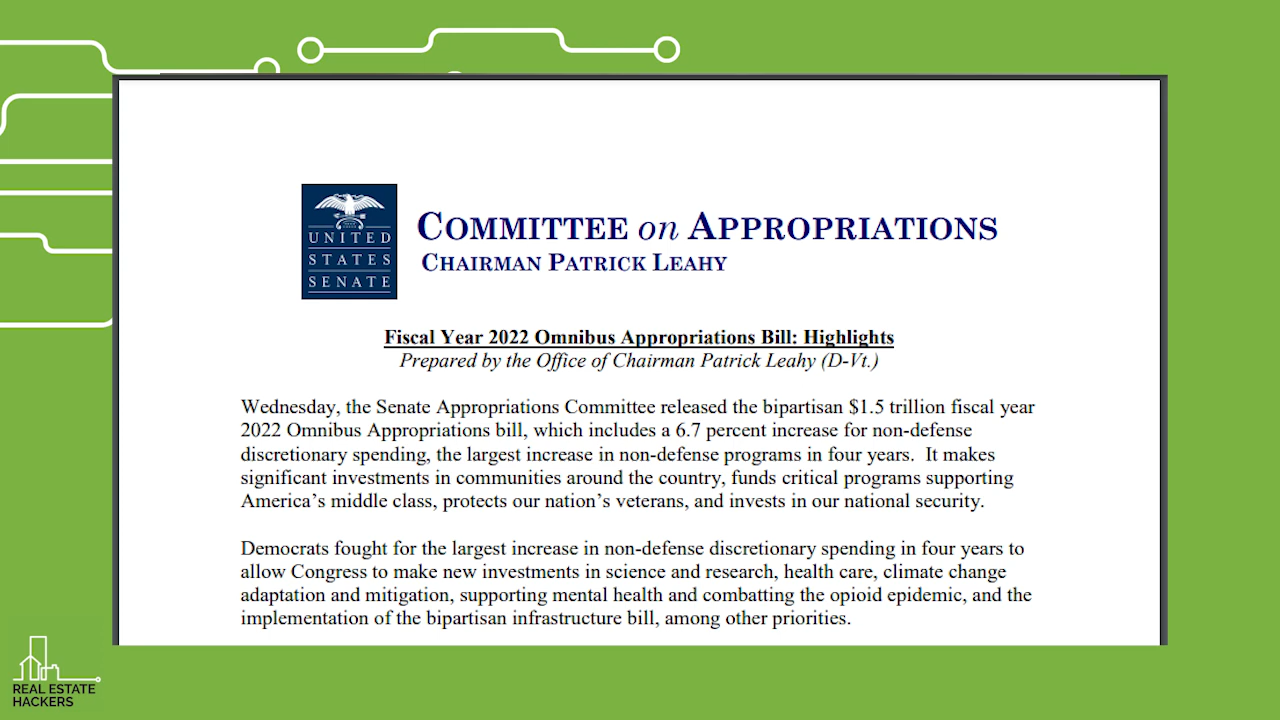 UNITED
STATES
SENATE
COMMITTEE on APPROPRIATIONS
CHAIRMAN PATRICK LEAHY
Fiscal Year 2022 Omnibus Appropriations Bill: Highlights
Prepared by the Office of Chairman Patrick Leahy (D-Vt.)
Wednesday, the Senate Appropriations Committee released the bipartisan $1.5 trillion fiscal year
2022 Omnibus Appropriations bill, which includes a 6.7 percent increase for non-defense
discretionary spending, the largest increase in non-defense programs in four years.  It makes
significant investments in communities around the country, funds critical programs supporting
America’s middle class, protects our nation’s veterans, and invests in our national security.
Democrats fought for the largest increase in non-defense discretionary spending in four years to
allow Congress to make new investments in science and research, health care, climate change
adaptation and mitigation, supporting mental health and combatting the opioid epidemic, and the
implementation of the bipartisan infrastructure bill, among other priorities.
REAL ESTATE
HACKERS